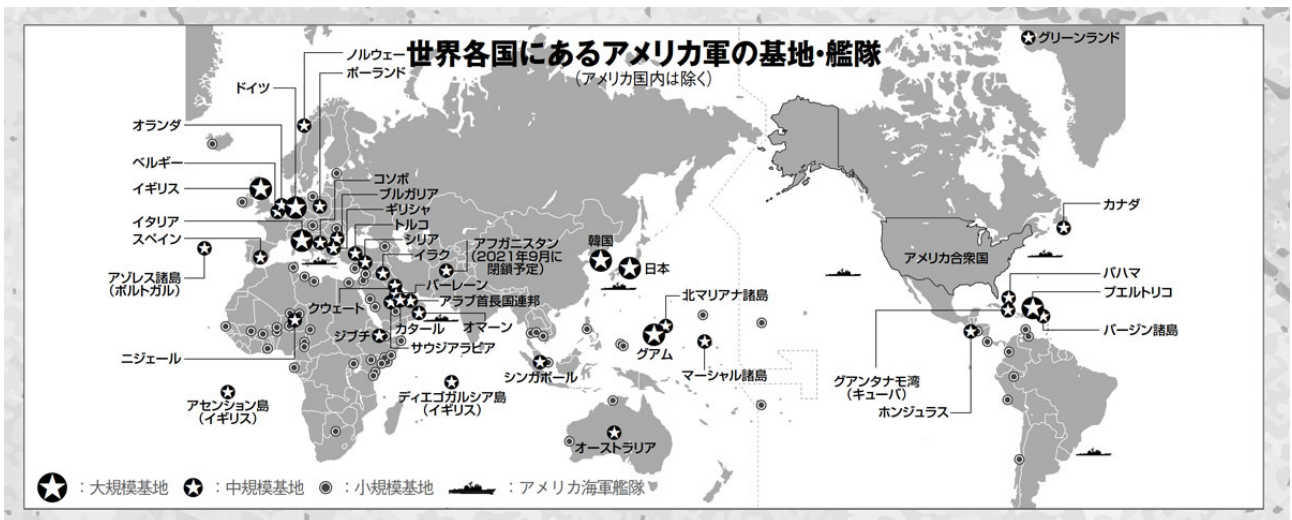 世界各国にあるアメリカ軍の基地・艦隊
(アメリカ国内は除く)
ノルウェー
ポーランド
ドイツ
オランダ
ベルギー
イギリス
イタリア
スペイン
アゾレス諸島
(ポルトガル)
コソボ
ブルガリア
ギリシャ
トルコ
シリア
イラク
アフガニスタン
(2021年9月に
閉鎖予定)
バーレーン
アラブ首長国連邦
クウェート
カタール
オマーン
サウジアラビア
ジブチ
ニジェール
アセンション島
(イギリス)
ディエゴガルシア島
(イギリス)
シンガポール
オーストラリア
韓国
日本
北マリアナ諸島
グアム
マーシャル諸島
グリーンランド
カナダ
アメリカ合衆国
バハマ
プエルトリコ
バージン諸島
グアンタナモ湾
(キューバ)
ホンジュラス
:大規模基地
:中規模基地
:小規模基地
:アメリカ海軍艦隊